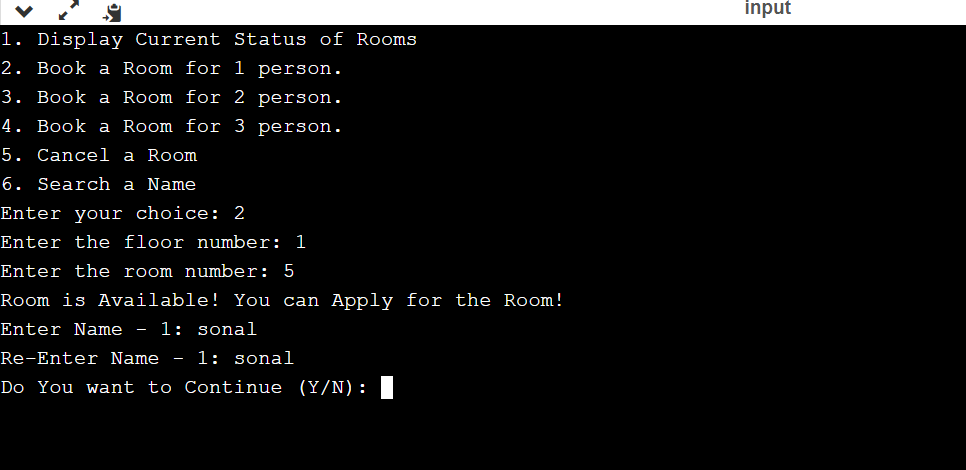 input
1. Display Current Status of Rooms
2. Book a Room for 1 person.
3. Book a Room for 2 person.
4. Book a Room for 3 person.
5. Cancel a Room
6. Search a Name
Enter your choice: 2
Enter the floor number: 1
Enter the room number: 5
Room is Available! You can Apply for the Room!
Enter Name - 1: sonal
Re-Enter Name - 1: sonal
Do You want to Continue (Y/N):